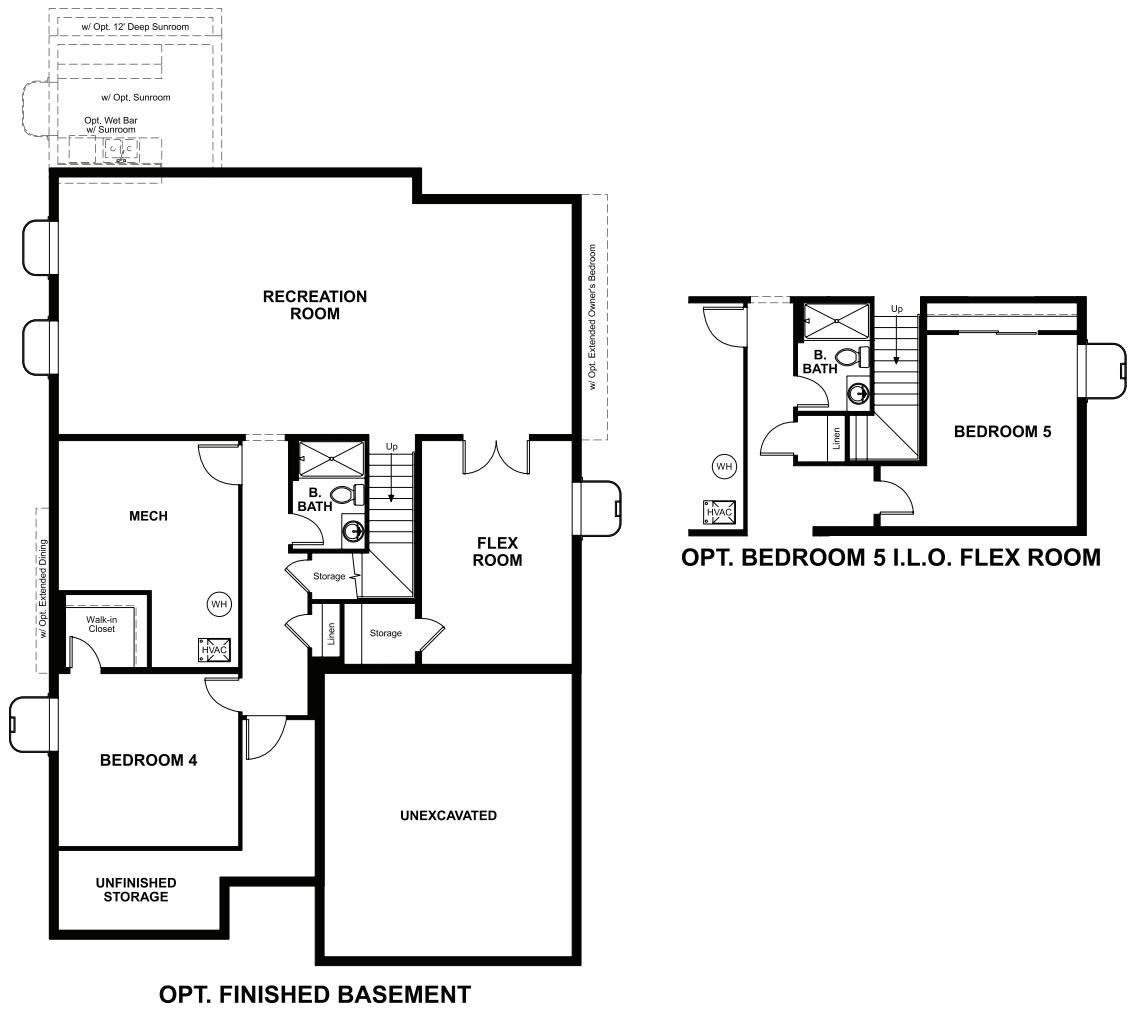 w/ Opt. 12' Deep Sunroom
w/ Opt. Sunroom
Opt. Wet Bar
w/ Sunroom
RECREATION
ROOM
w/ Opt. Extended Owner's Bedroom
MECH
B.
BATH
Up
FLEX
ROOM
w/ Opt. Extended Dining
Storage
WH
Walk-in
Closet
HVAC
Linen
Storage
BEDROOM 4
UNEXCAVATED
UNFINISHED
STORAGE
OPT. FINISHED BASEMENT
Up
B.
BATH
Linen
BEDROOM 5
WH
HVAC
OPT. BEDROOM 5 I.L.O. FLEX ROOM